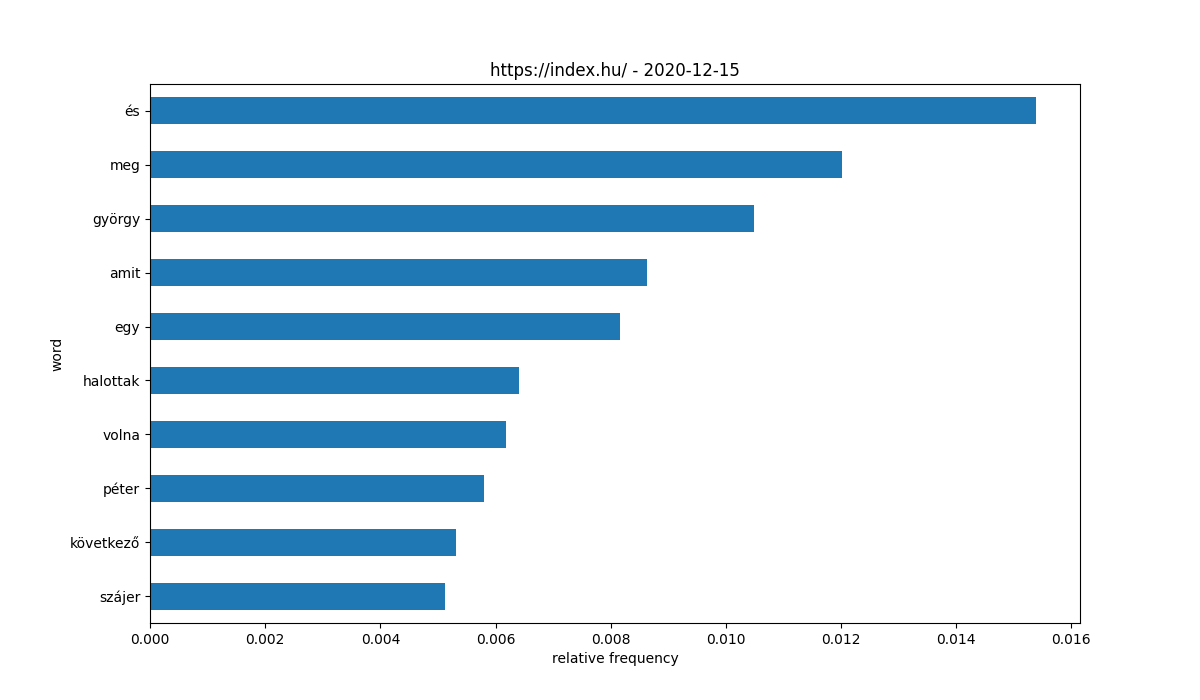 https://index.hu/ - 2020-12-15
és
meg
györgy
amit
egy
halottak
volna
péter
következő
szájer
word
0.000 0.002 0.004 0.006 0.008 0.010 0.012 0.014 0.016
relative frequency